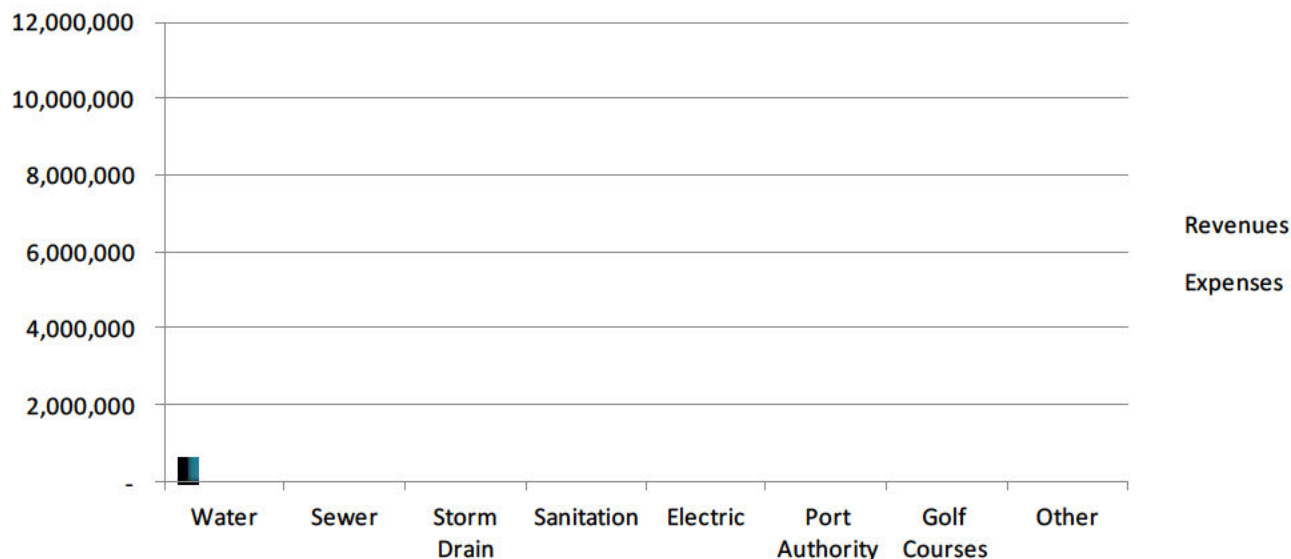 12,000,000
10,000,000
8,000,000
6,000,000
4,000,000
2,000,000
-
Revenues
Expenses
Water Sewer Storm Sanitation Electric Port Golf Other
Drain Authority Courses